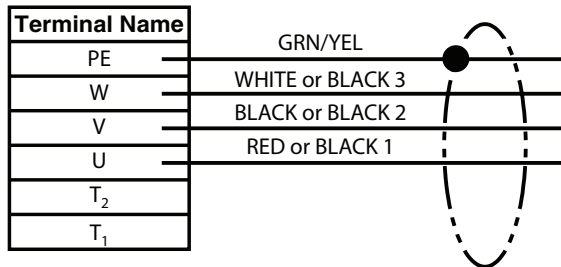 Terminal Name
PE GRN/YEL
W WHITE or BLACK 3
V BLACK or BLACK 2
U RED or BLACK 1
T2
T1